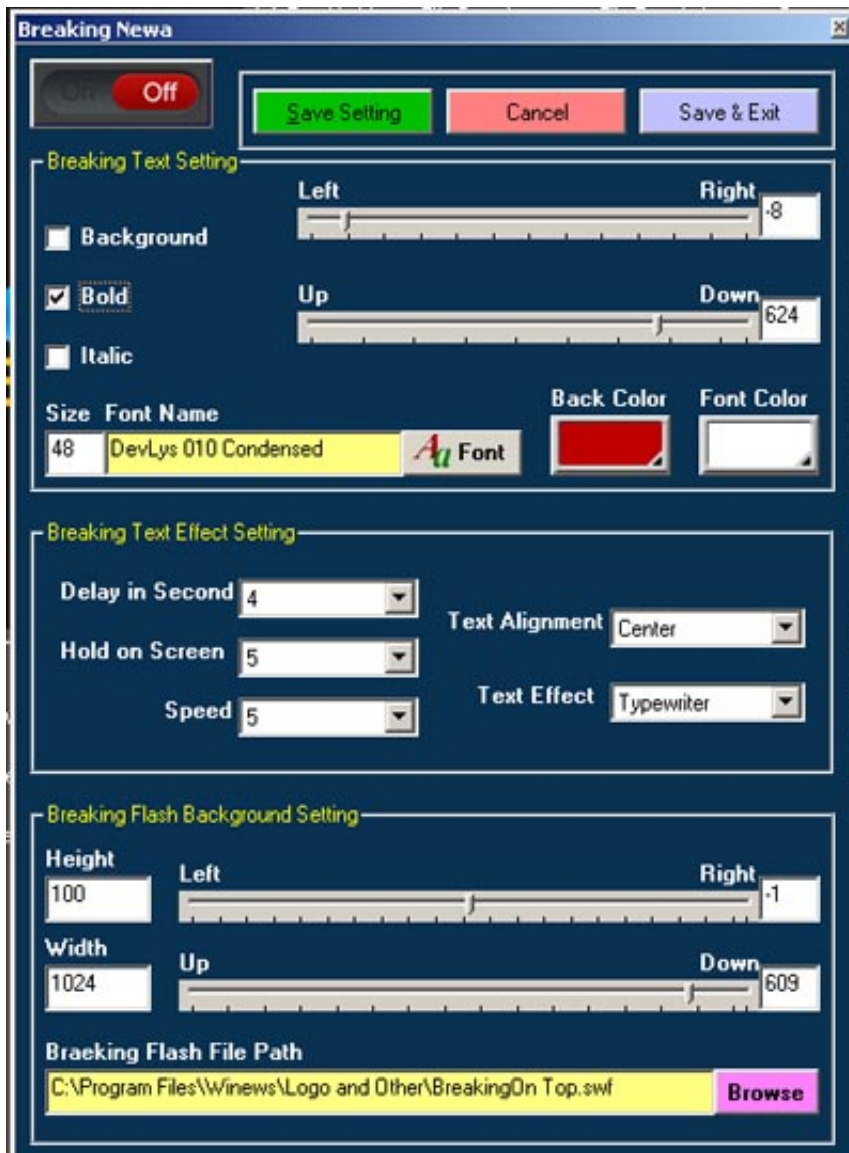 Breaking Newa
On Off
Save Setting Cancel Save & Exit
Breaking Text Setting
Left Right
-8
Background
Bold
Up Down
624
Italic
Back Color Font Color
Size Font Name
48 DevLys 010 Condensed Aa Font
Breaking Text Effect Setting
Delay in Second 4
Text Alignment Center
Hold on Screen 5
Text Effect Typewriter
Speed 5
Breaking Flash Background Setting
Height
Left Right
100 -1
Width
Up Down
1024 609
Braeking Flash File Path
C:\Program Files\Winews\Logo and Other\BreakingOn Top.swf Browse